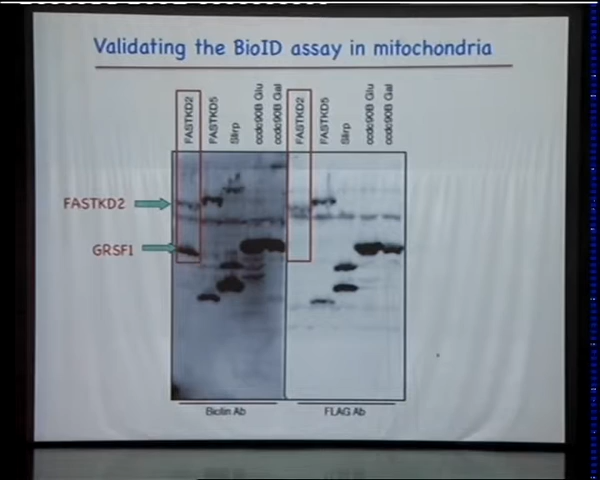 Validating the BioID assay in mitochondria
FASTKD2
FASTKD5
Slirp
ccdc90B Glu
ccdc90B Gal
FASTKD2
FASTKD5
Slirp
ccdc90B Glu
ccdc90B Gal
FASTKD2
GRSF1
Biotin Ab
FLAG Ab